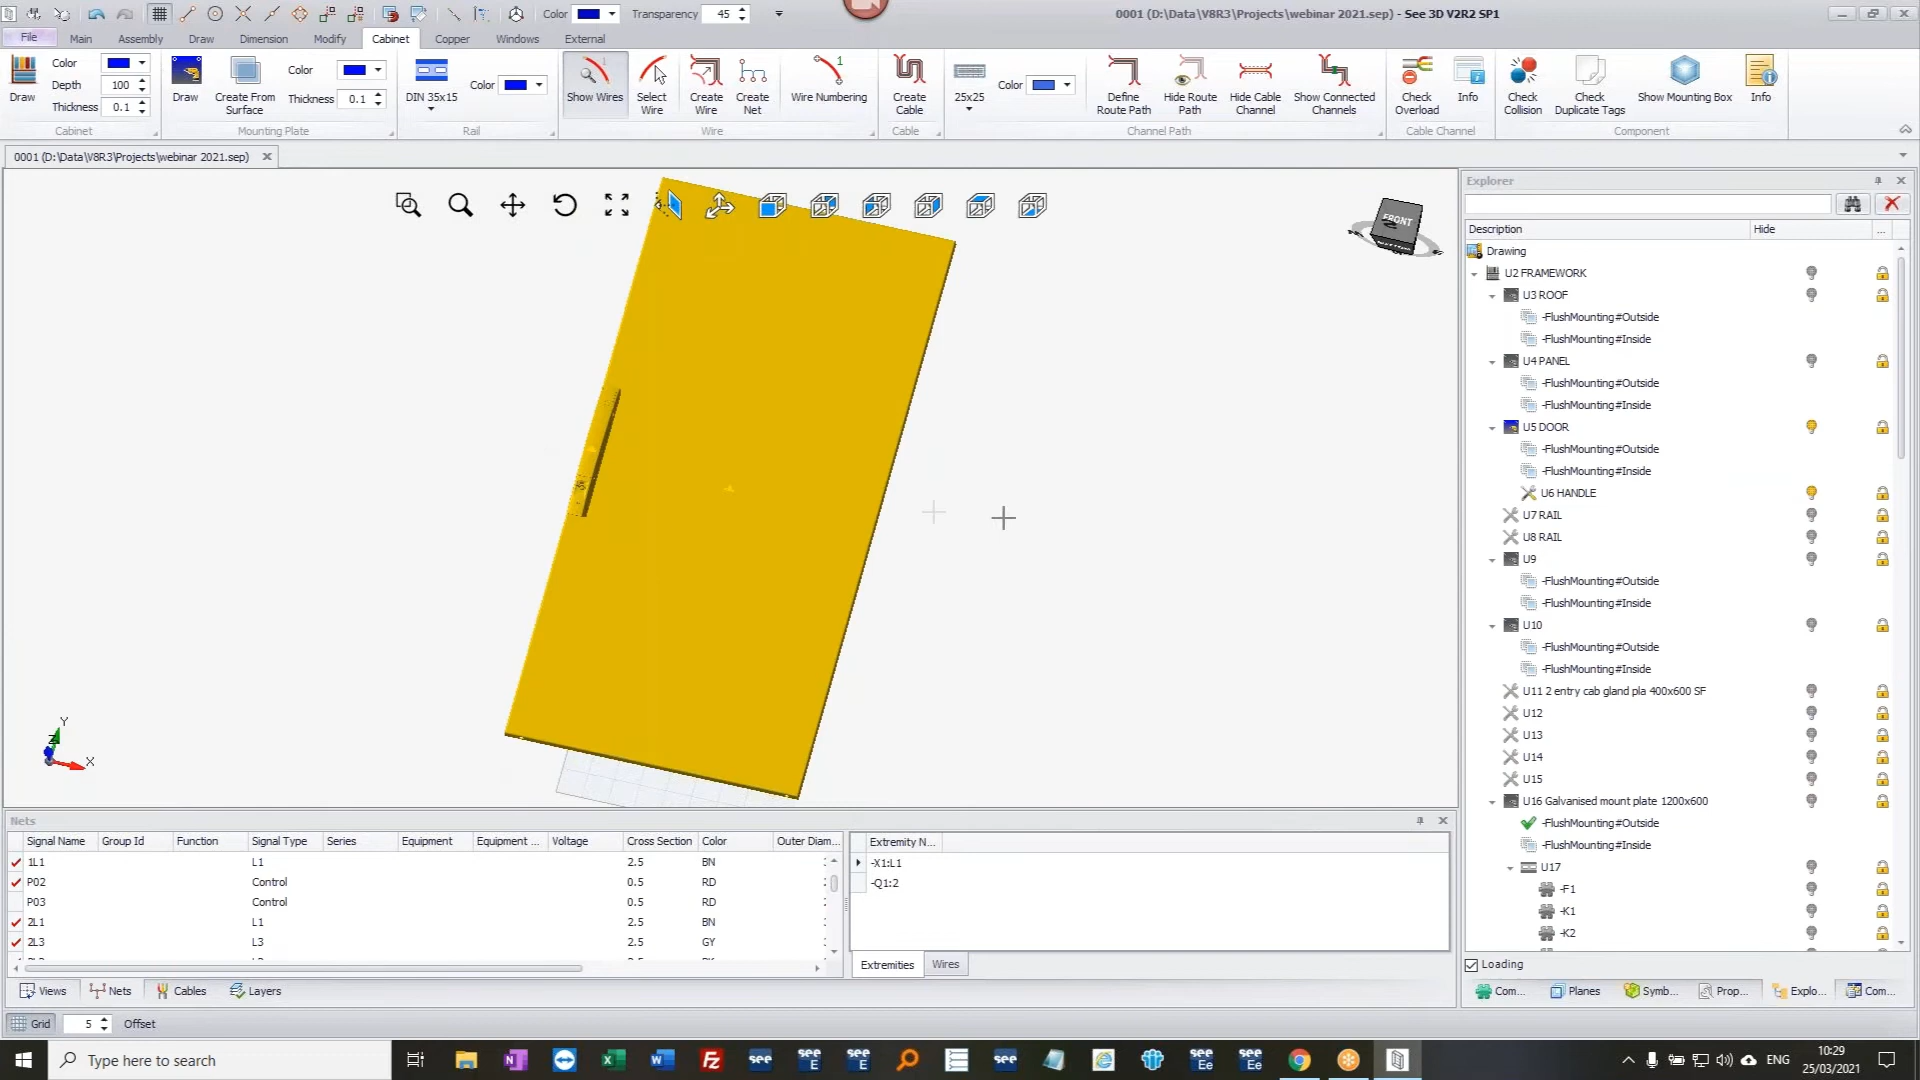 Color
Transparency 45
0001 (D:\Data\V8R3\Projects\webinar 2021.sep) - See 3D V2R2 SP1
File Main Assembly Draw Dimension Modify Cabinet Copper Windows External
Draw
Color
Depth 100
Thickness 0.1
Cabinet
Draw
Create From Surface
Color
Thickness 0.1
Mounting Plate
DIN 35x15
Color
Rail
Show Wires
Select Wire
Create Wire
Create Net
Wire Numbering
Wire
Create Cable
Cable
25x25
Color
Define Route Path
Hide Route Path
Hide Cable Channel
Show Connected Channels
Channel Path
Check Overload
Info
Cable Channel
Check Collision
Check Duplicate Tags
Show Mounting Box
Info
Component
0001 (D:\Data\V8R3\Projects\webinar 2021.sep)
FRONT
Y
Z
X
Explorer
Description Hide ...
Drawing
U2 FRAMEWORK
U3 ROOF
-FlushMounting#Outside
-FlushMounting#Inside
U4 PANEL
-FlushMounting#Outside
-FlushMounting#Inside
U5 DOOR
-FlushMounting#Outside
-FlushMounting#Inside
U6 HANDLE
U7 RAIL
U8 RAIL
U9
-FlushMounting#Outside
-FlushMounting#Inside
U10
-FlushMounting#Outside
-FlushMounting#Inside
U11 2 entry cab gland pla 400x600 SF
U12
U13
U14
U15
U16 Galvanised mount plate 1200x600
-FlushMounting#Outside
-FlushMounting#Inside
U17
-F1
-K1
-K2
Loading
Com... Planes Symb... Prop... Explo... Com...
Nets
Signal Name Group Id Function Signal Type Series Equipment Equipment ... Voltage Cross Section Color Outer Diam...
1L1 L1 2.5 BN
P02 Control 0.5 RD
P03 Control 0.5 RD
2L1 L1 2.5 BN
2L3 L3 2.5 GY
Extremity N...
-X1:L1
-Q1:2
Extremities Wires
Views Nets Cables Layers
Grid 5 Offset
Type here to search
ENG
10:29
25/03/2021